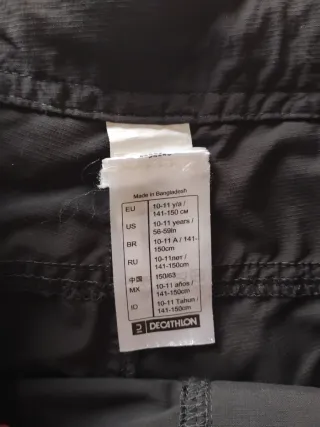 Made in Bangladesh
EU 10-11 y/a /
141-150 см
US 10-11 years /
56-59in
BR 10-11 A / 141-
150cm
RU 10-11лет /
141-150cm
中国 150/63
MX 10-11 años /
141-150cm
ID 10-11 Tahun /
141-150cm
DECATHLON